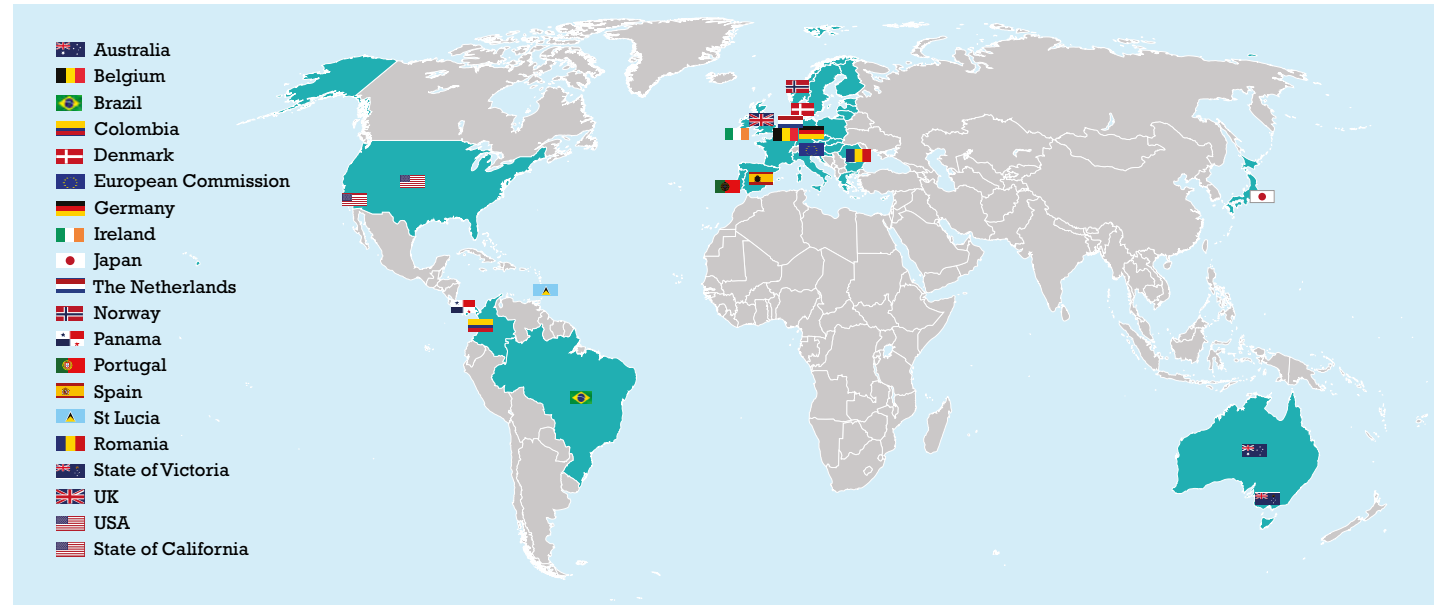 Australia
Belgium
Brazil
Colombia
Denmark
European Commission
Germany
Ireland
Japan
The Netherlands
Norway
Panama
Portugal
Spain
St Lucia
Romania
State of Victoria
UK
USA
State of California